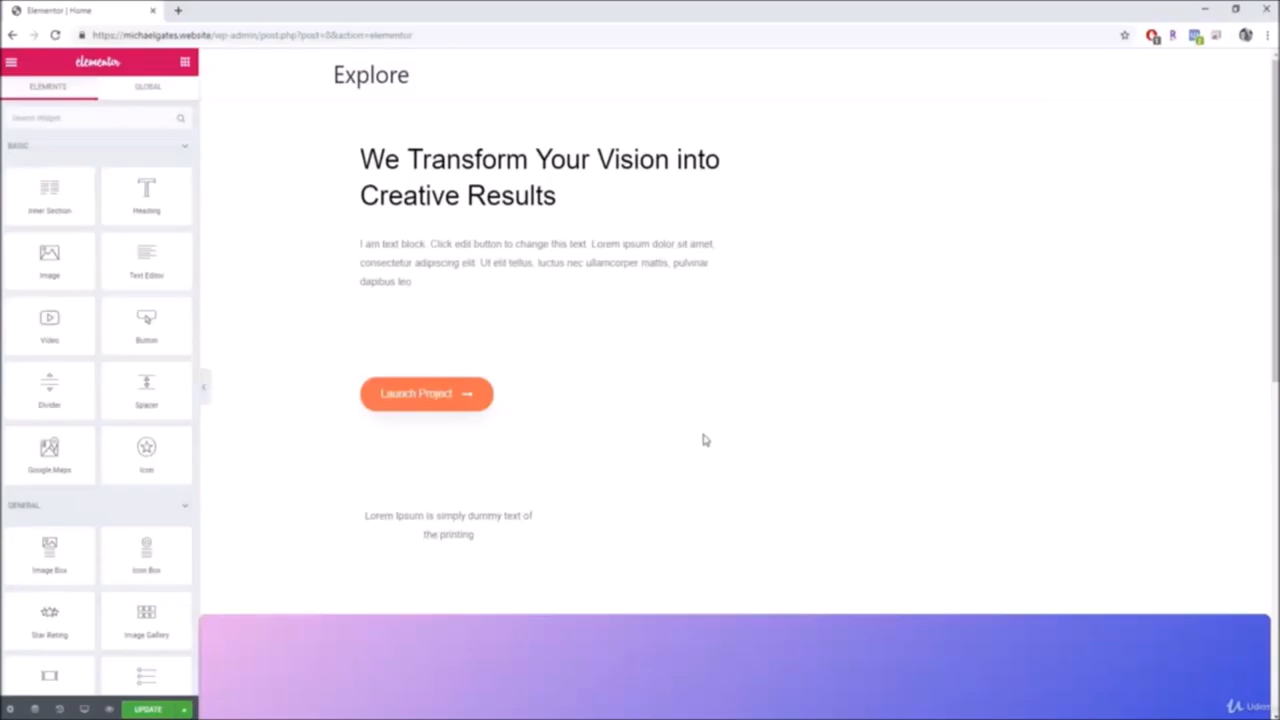 Elementor | Home
https://michaelgates.website/wp-admin/post.php?post=8&action=elementor
elementor
ELEMENTS
GLOBAL
Search Widget
BASIC
Inner Section
Heading
Image
Text Editor
Video
Button
Divider
Spacer
Google Maps
Icon
GENERAL
Image Box
Icon Box
Star Rating
Image Gallery
UPDATE
Explore
We Transform Your Vision into
Creative Results
I am text block. Click edit button to change this text. Lorem ipsum dolor sit amet,
consectetur adipiscing elit. Ut elit tellus, luctus nec ullamcorper mattis, pulvinar
dapibus leo
Launch Project
Lorem Ipsum is simply dummy text of
the printing